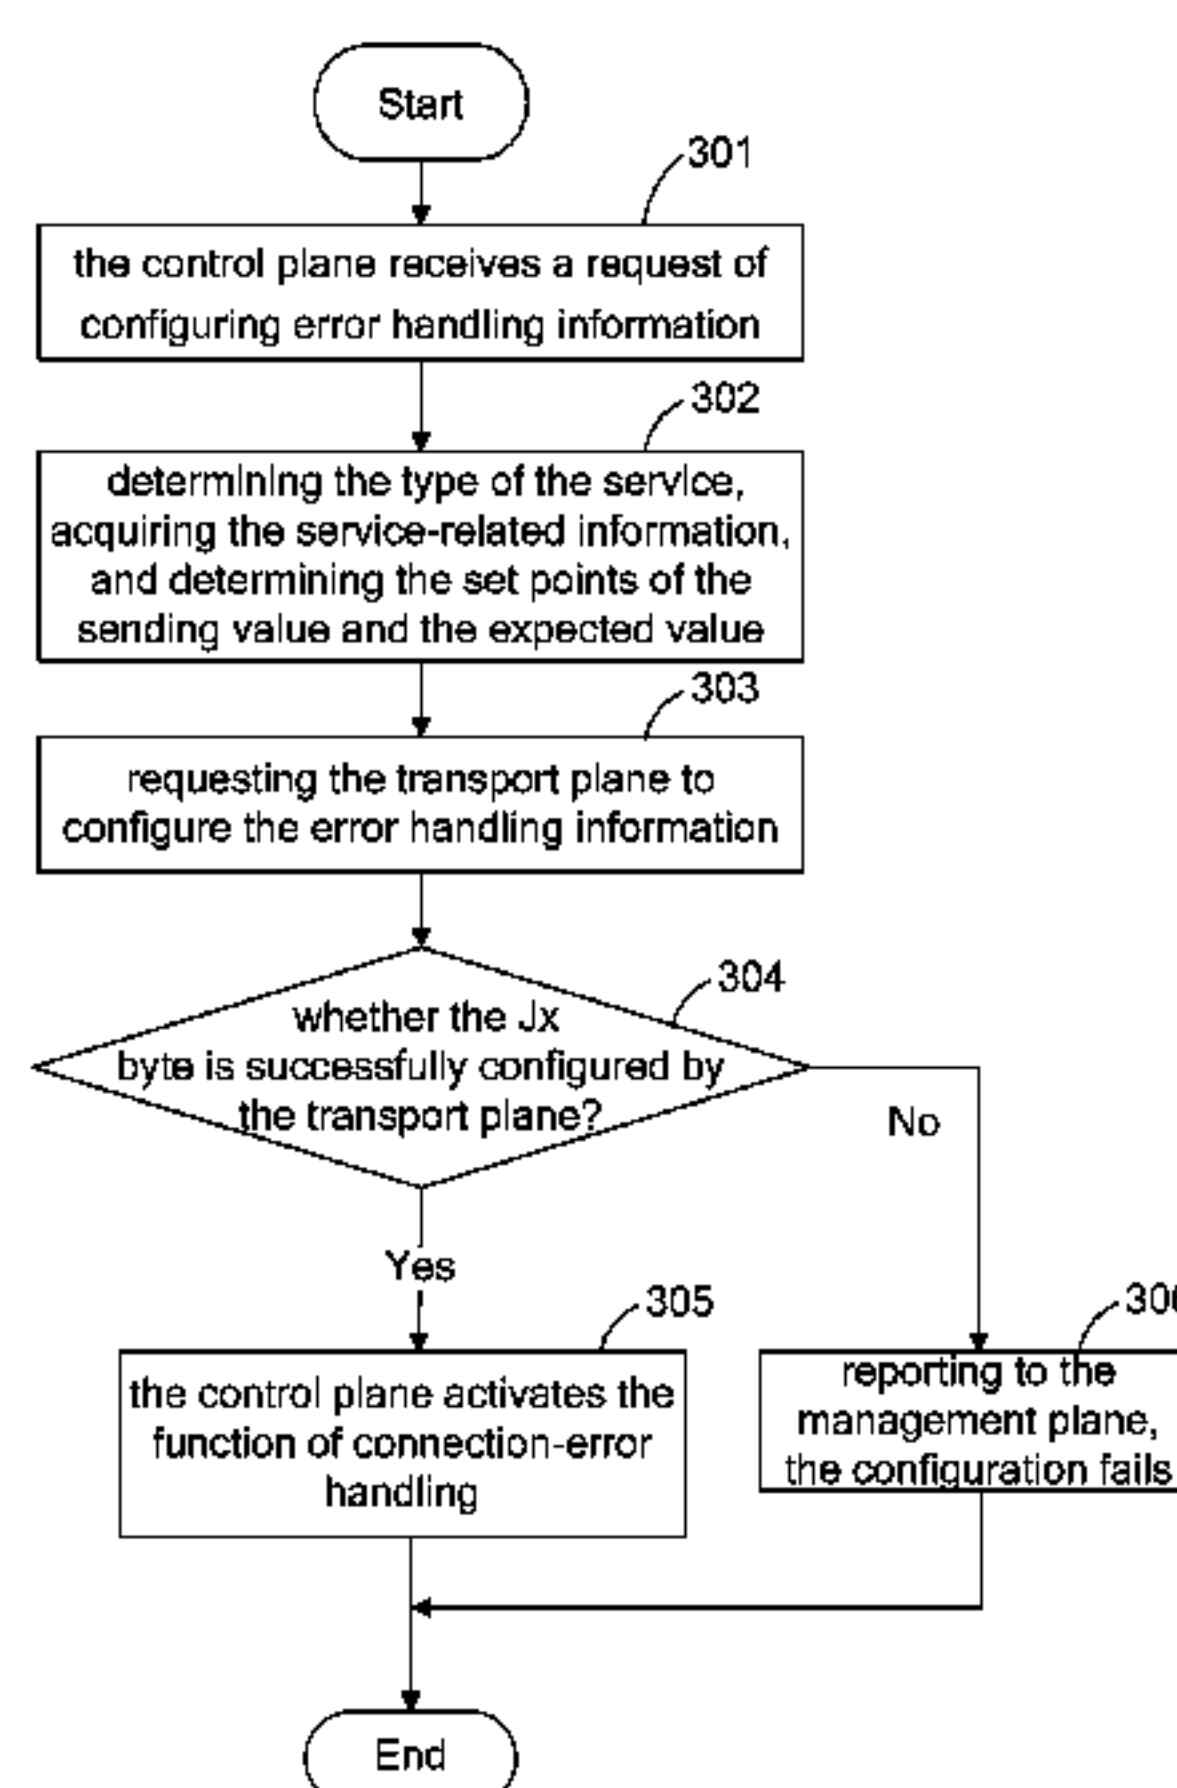 Start
301
the control plane receives a request of
configuring error handling information
302
determining the type of the service,
acquiring the service-related information,
and determining the set points of the
sending value and the expected value
303
requesting the transport plane to
configure the error handling information
304
whether the Jx
byte is successfully configured by
the transport plane?
No
Yes
305
the control plane activates the
function of connection-error
handling
reporting to the
management plane,
the configuration fails
End